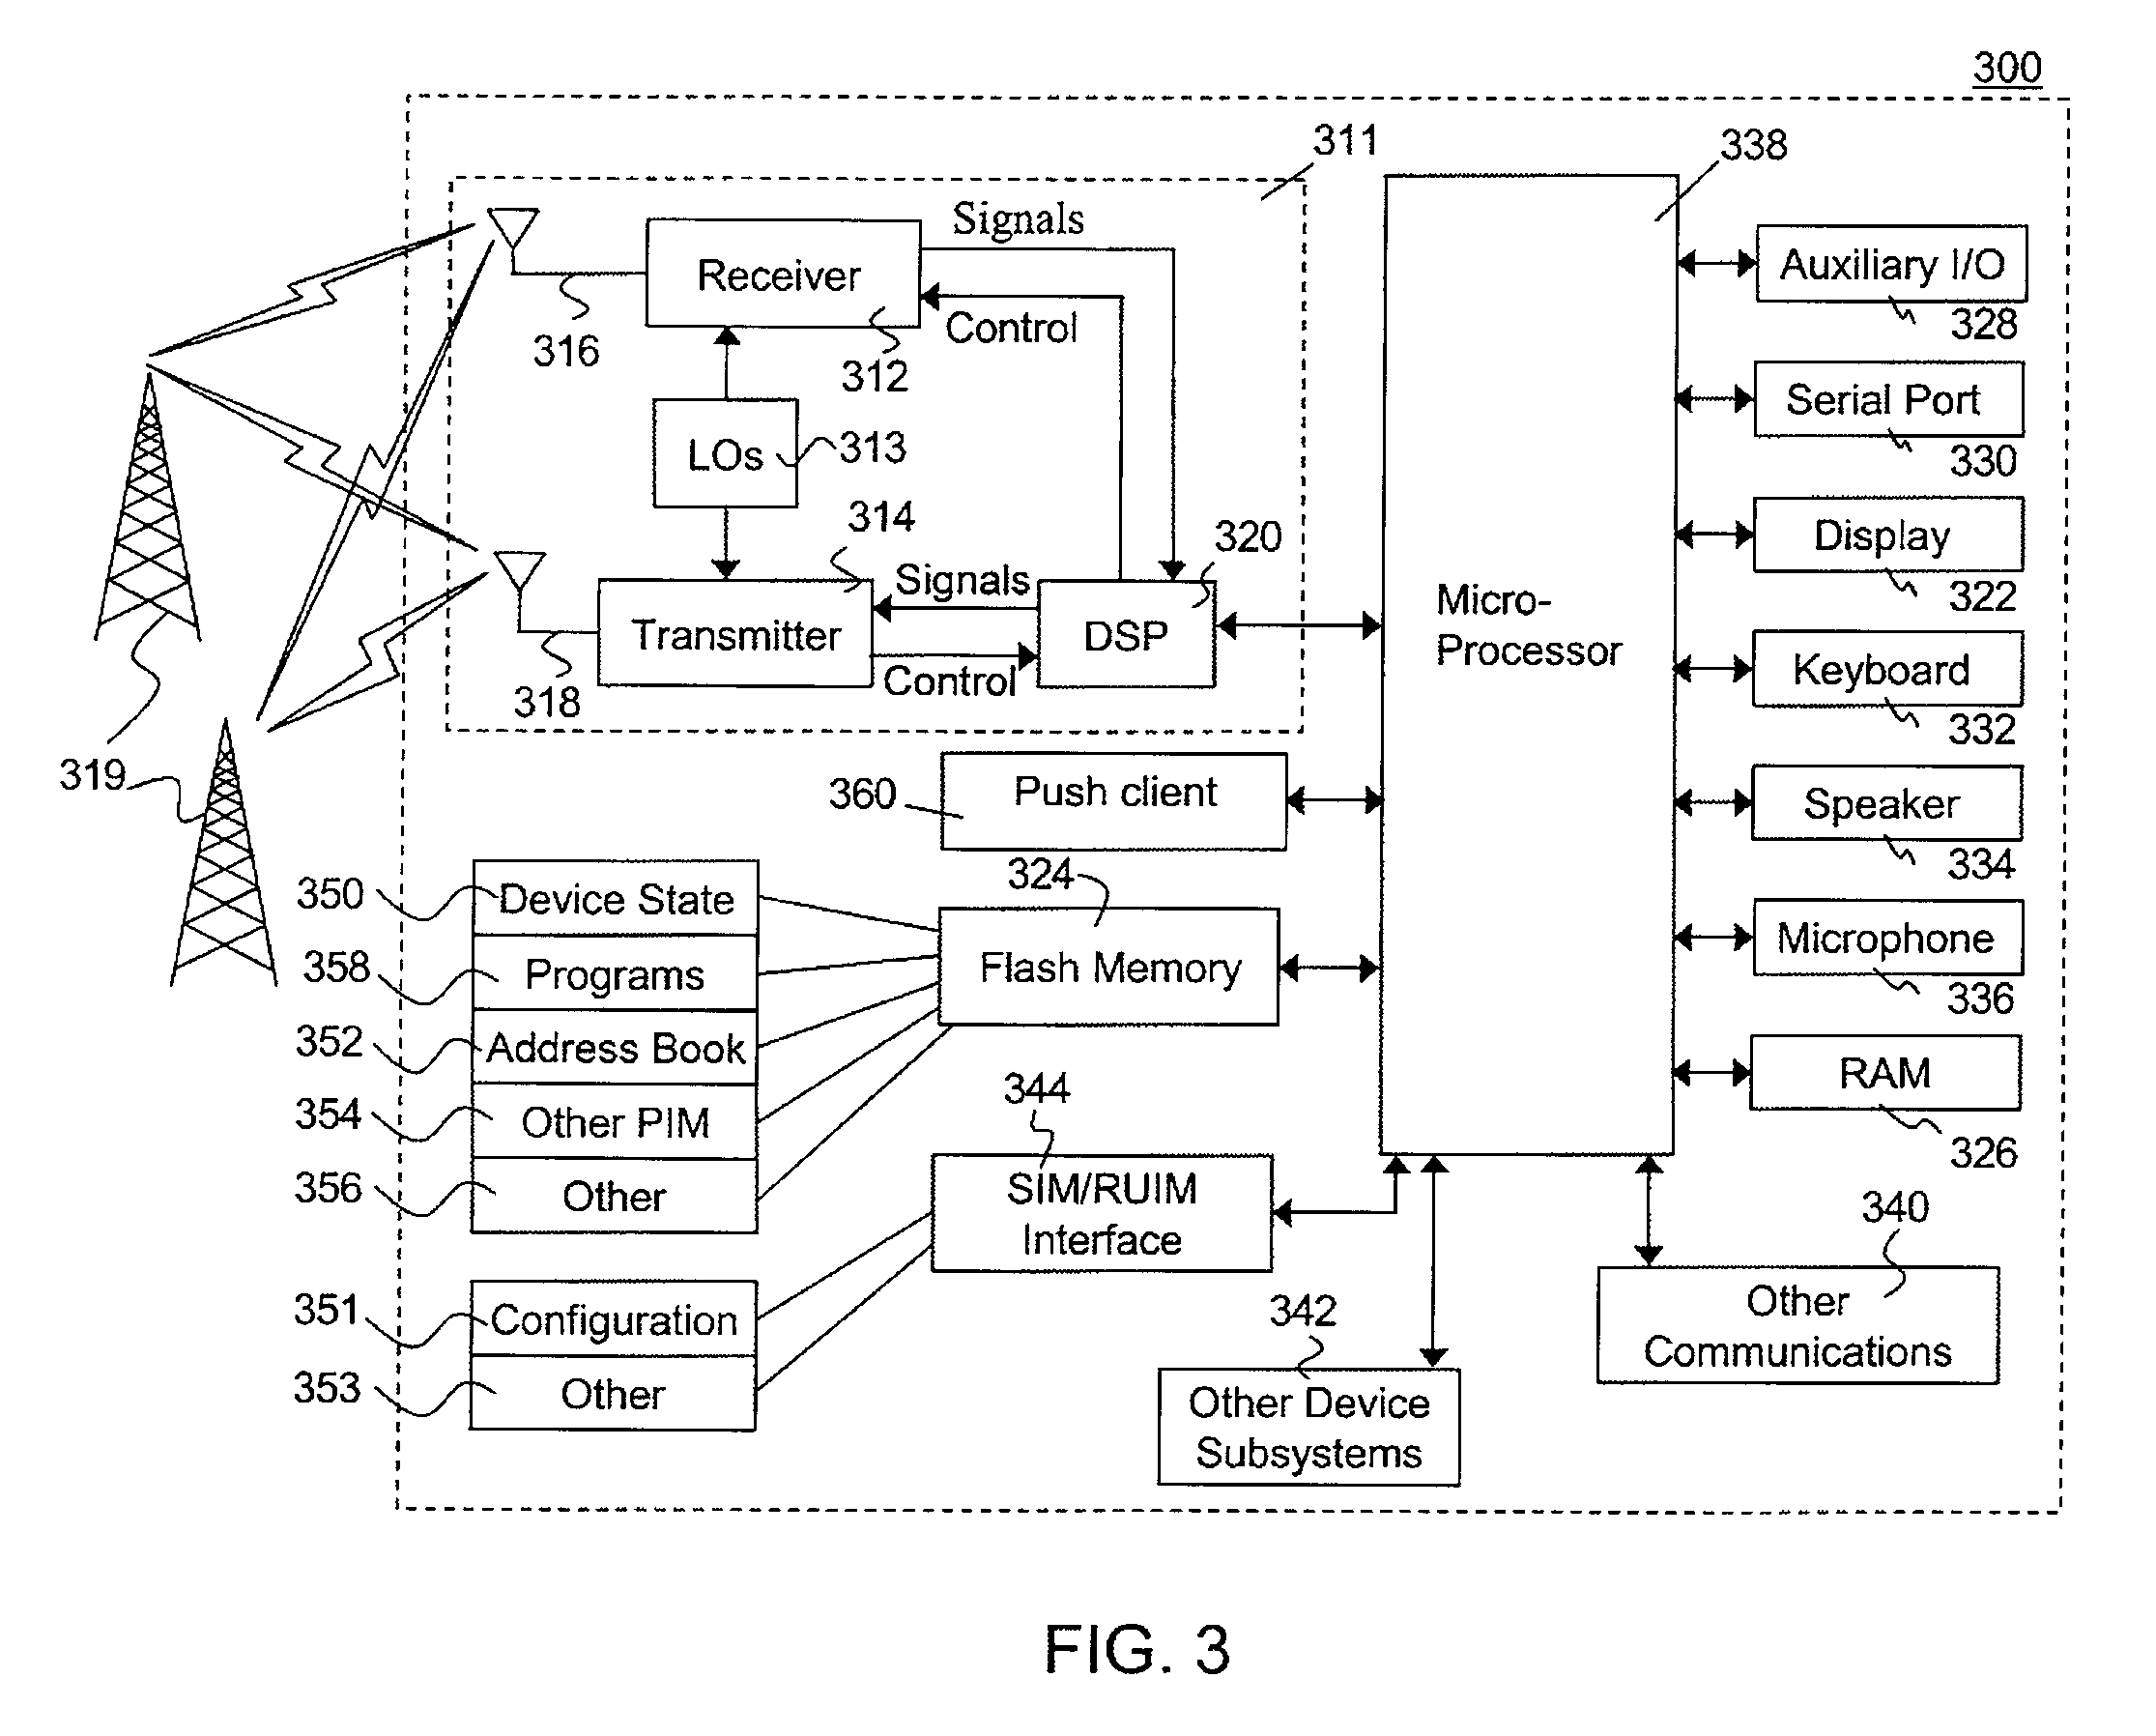 300
311
338
Signals
Receiver
Control
316
312
LOs
313
314
320
Signals
Transmitter
DSP
Control
318
319
Micro-
Processor
Auxiliary I/O
328
Serial Port
330
Display
322
Keyboard
332
Speaker
334
Microphone
336
RAM
326
360
Push client
324
Flash Memory
350
Device State
358
Programs
352
Address Book
354
Other PIM
356
Other
344
SIM/RUIM
Interface
351
Configuration
353
Other
342
Other Device
Subsystems
340
Other
Communications
FIG. 3